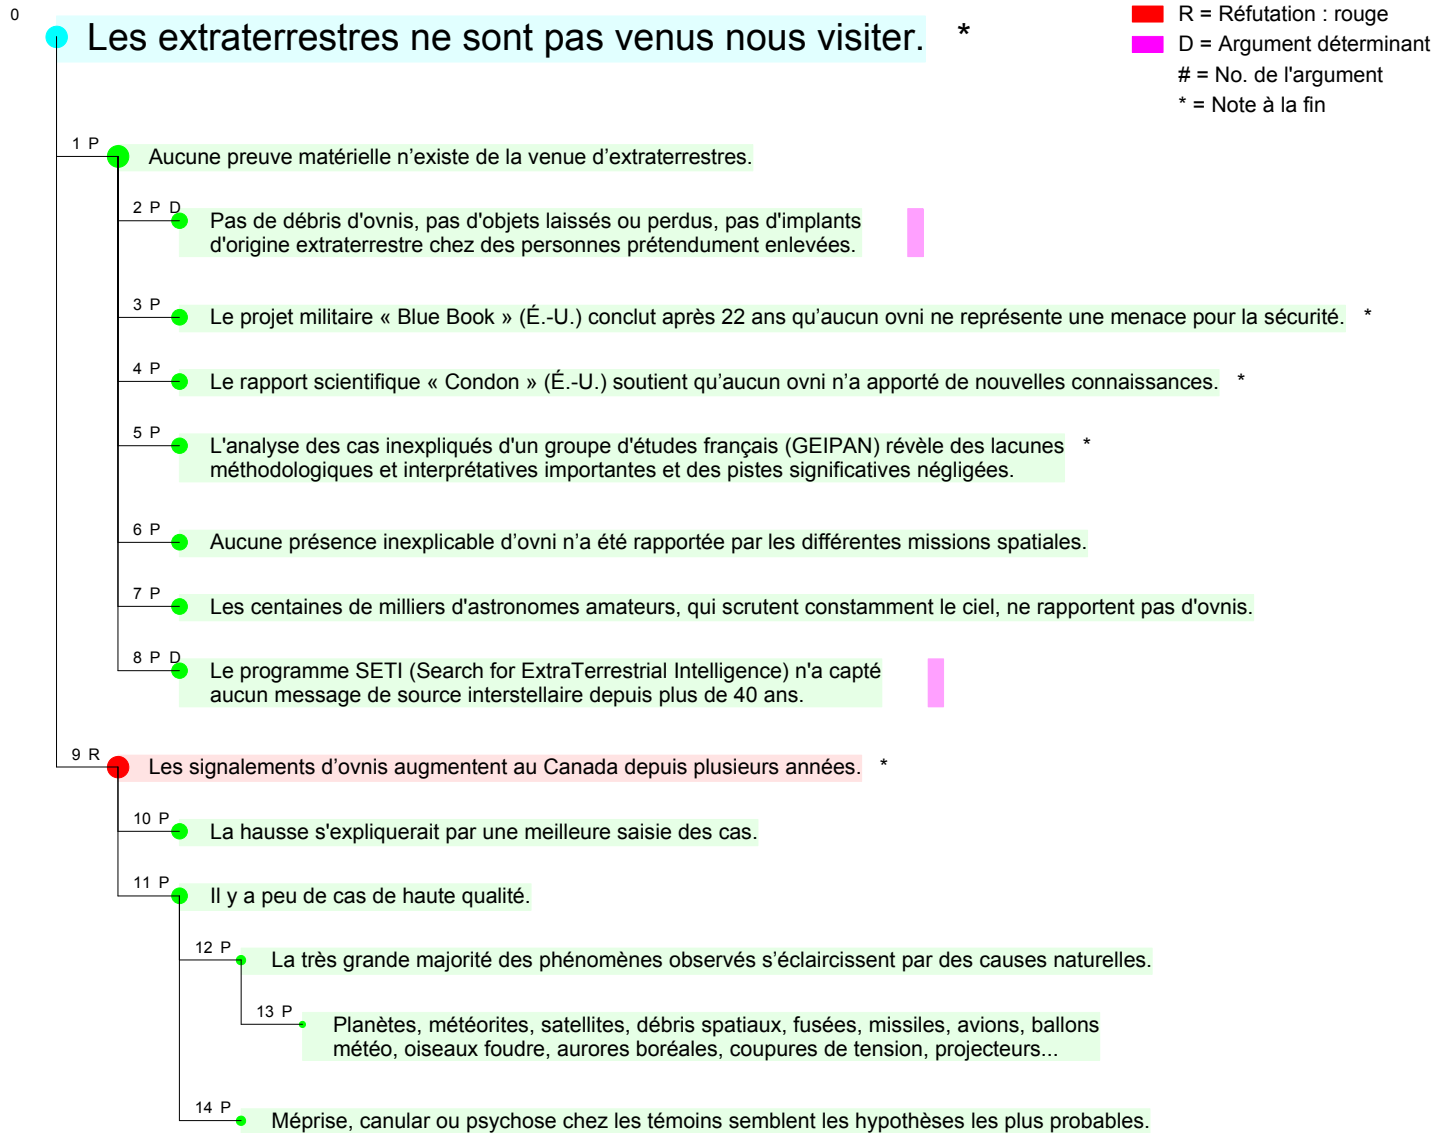 0
Les extraterrestres ne sont pas venus nous visiter. *
R = Réfutation : rouge
D = Argument déterminant
# = No. de l'argument
* = Note à la fin
1 P
Aucune preuve matérielle n’existe de la venue d’extraterrestres.
2 P D
Pas de débris d'ovnis, pas d'objets laissés ou perdus, pas d'implants
d'origine extraterrestre chez des personnes prétendument enlevées.
3 P
Le projet militaire « Blue Book » (É.-U.) conclut après 22 ans qu’aucun ovni ne représente une menace pour la sécurité. *
4 P
Le rapport scientifique « Condon » (É.-U.) soutient qu’aucun ovni n’a apporté de nouvelles connaissances. *
5 P
L'analyse des cas inexpliqués d'un groupe d'études français (GEIPAN) révèle des lacunes *
méthodologiques et interprétatives importantes et des pistes significatives négligées.
6 P
Aucune présence inexplicable d’ovni n’a été rapportée par les différentes missions spatiales.
7 P
Les centaines de milliers d'astronomes amateurs, qui scrutent constamment le ciel, ne rapportent pas d'ovnis.
8 P D
Le programme SETI (Search for ExtraTerrestrial Intelligence) n'a capté
aucun message de source interstellaire depuis plus de 40 ans.
9 R
Les signalements d’ovnis augmentent au Canada depuis plusieurs années. *
10 P
La hausse s'expliquerait par une meilleure saisie des cas.
11 P
Il y a peu de cas de haute qualité.
12 P
La très grande majorité des phénomènes observés s’éclaircissent par des causes naturelles.
13 P
Planètes, météorites, satellites, débris spatiaux, fusées, missiles, avions, ballons
météo, oiseaux foudre, aurores boréales, coupures de tension, projecteurs...
14 P
Méprise, canular ou psychose chez les témoins semblent les hypothèses les plus probables.